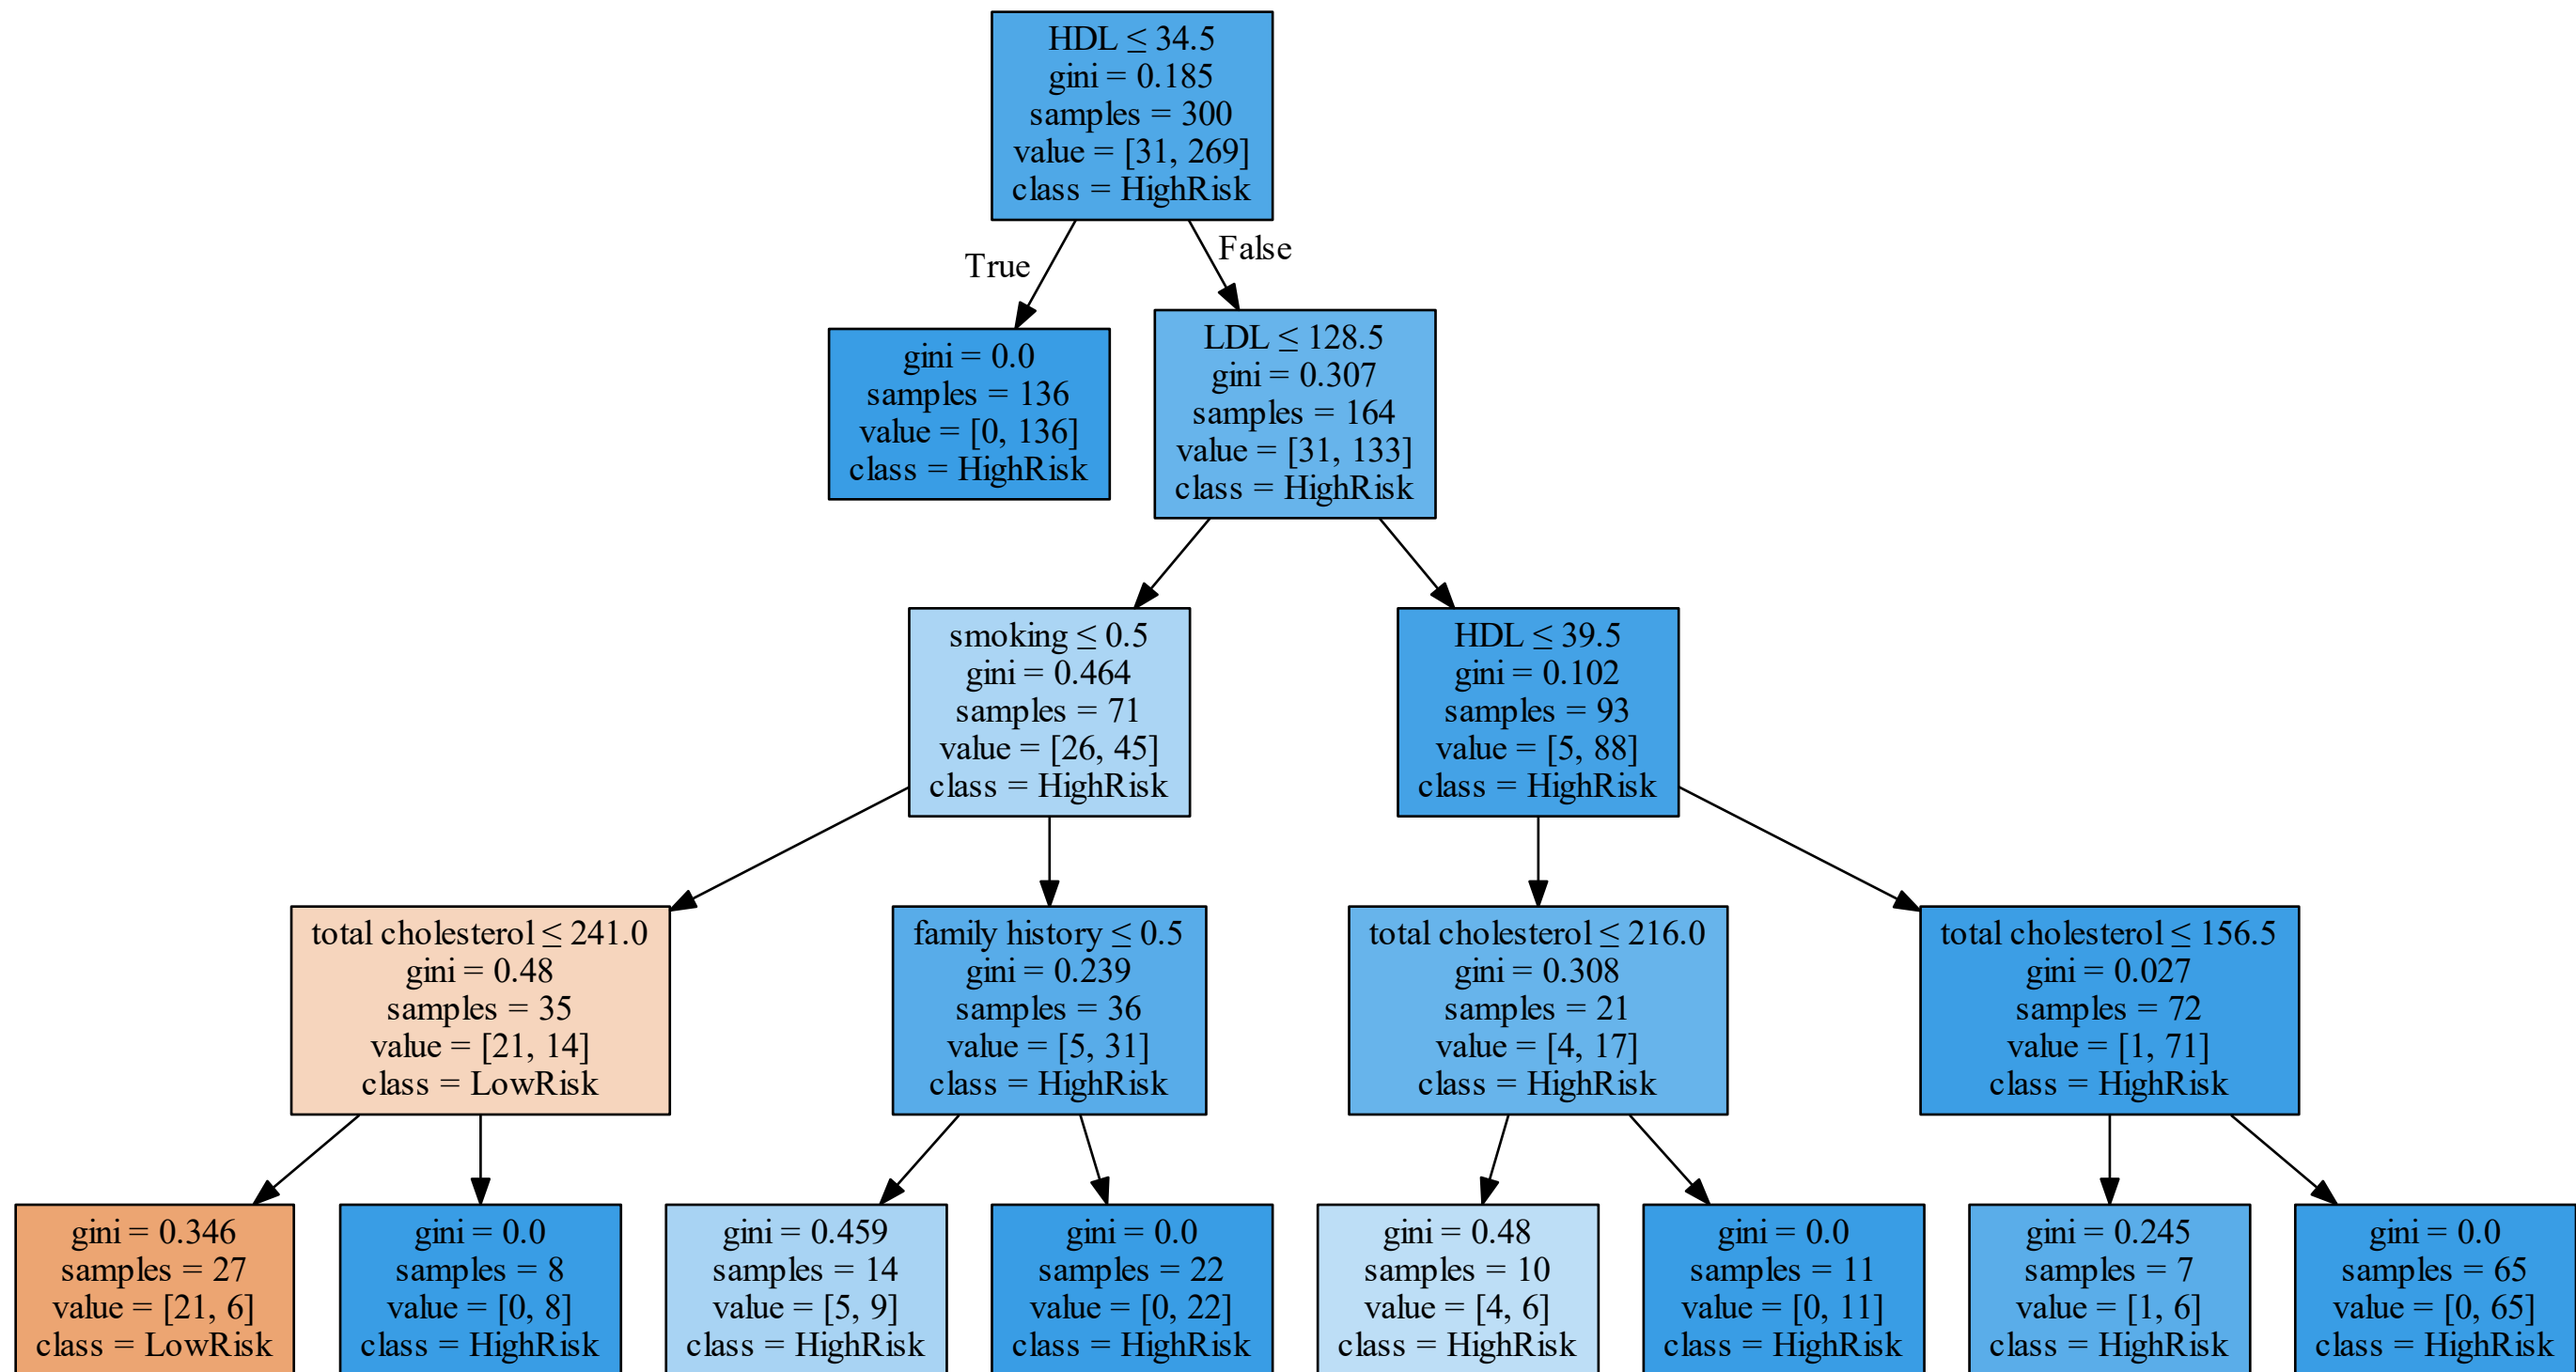 HDL ≤ 34.5
gini = 0.185
samples = 300
value = [31, 269]
class = HighRisk
True
False
gini = 0.0
samples = 136
value = [0, 136]
class = HighRisk
LDL ≤ 128.5
gini = 0.307
samples = 164
value = [31, 133]
class = HighRisk
smoking ≤ 0.5
gini = 0.464
samples = 71
value = [26, 45]
class = HighRisk
HDL ≤ 39.5
gini = 0.102
samples = 93
value = [5, 88]
class = HighRisk
total cholesterol ≤ 241.0
gini = 0.48
samples = 35
value = [21, 14]
class = LowRisk
family history ≤ 0.5
gini = 0.239
samples = 36
value = [5, 31]
class = HighRisk
total cholesterol ≤ 216.0
gini = 0.308
samples = 21
value = [4, 17]
class = HighRisk
total cholesterol ≤ 156.5
gini = 0.027
samples = 72
value = [1, 71]
class = HighRisk
gini = 0.346
samples = 27
value = [21, 6]
class = LowRisk
gini = 0.0
samples = 8
value = [0, 8]
class = HighRisk
gini = 0.459
samples = 14
value = [5, 9]
class = HighRisk
gini = 0.0
samples = 22
value = [0, 22]
class = HighRisk
gini = 0.48
samples = 10
value = [4, 6]
class = HighRisk
gini = 0.0
samples = 11
value = [0, 11]
class = HighRisk
gini = 0.245
samples = 7
value = [1, 6]
class = HighRisk
gini = 0.0
samples = 65
value = [0, 65]
class = HighRisk